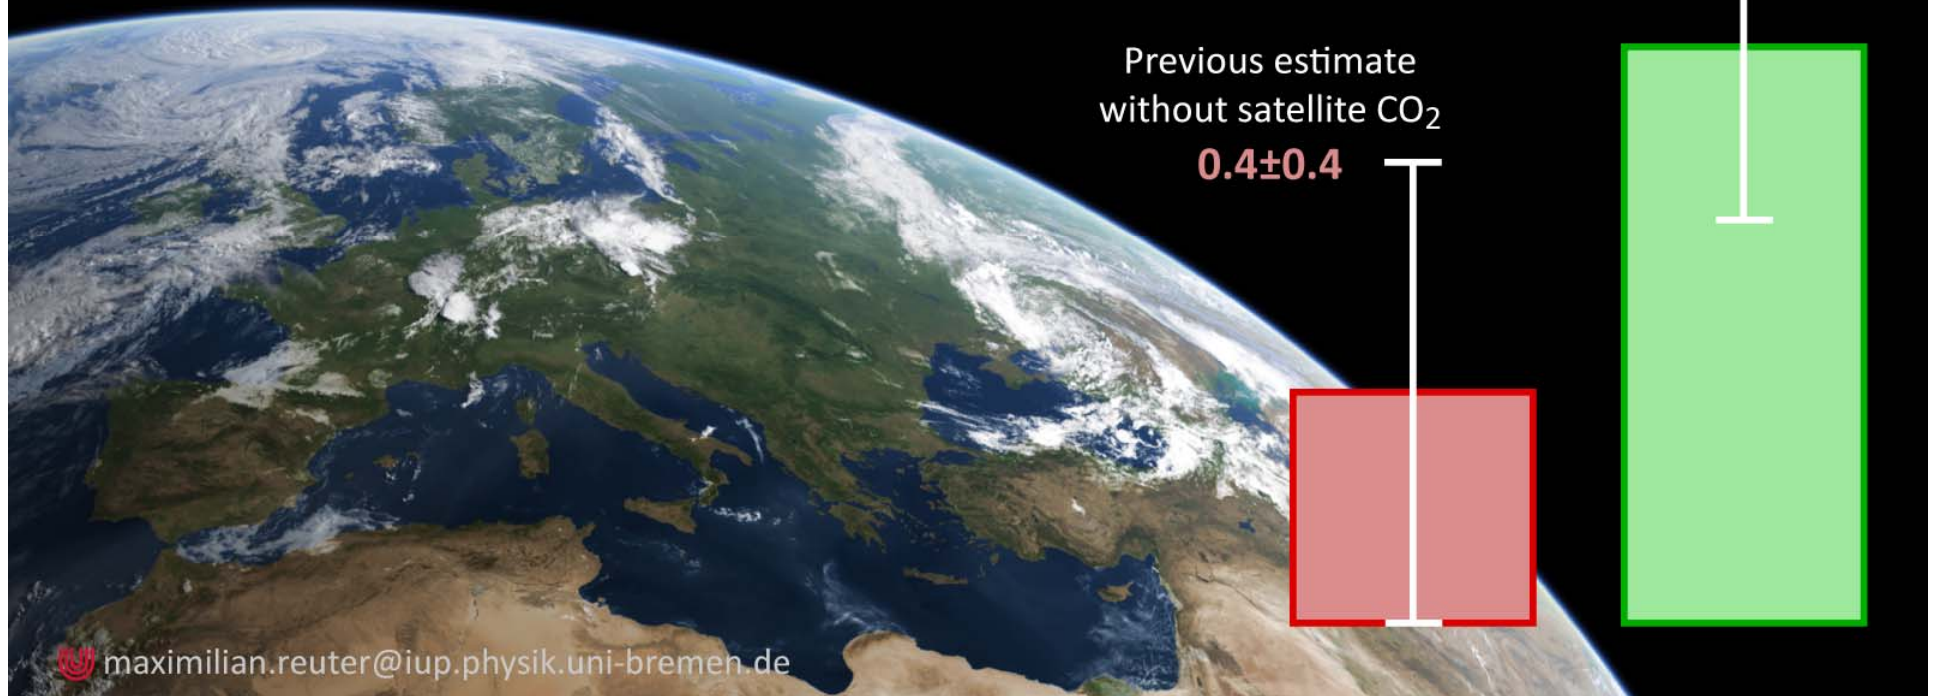 Previous estimate
without satellite CO₂
0.4±0.4
maximilian.reuter@iup.physik.uni-bremen.de